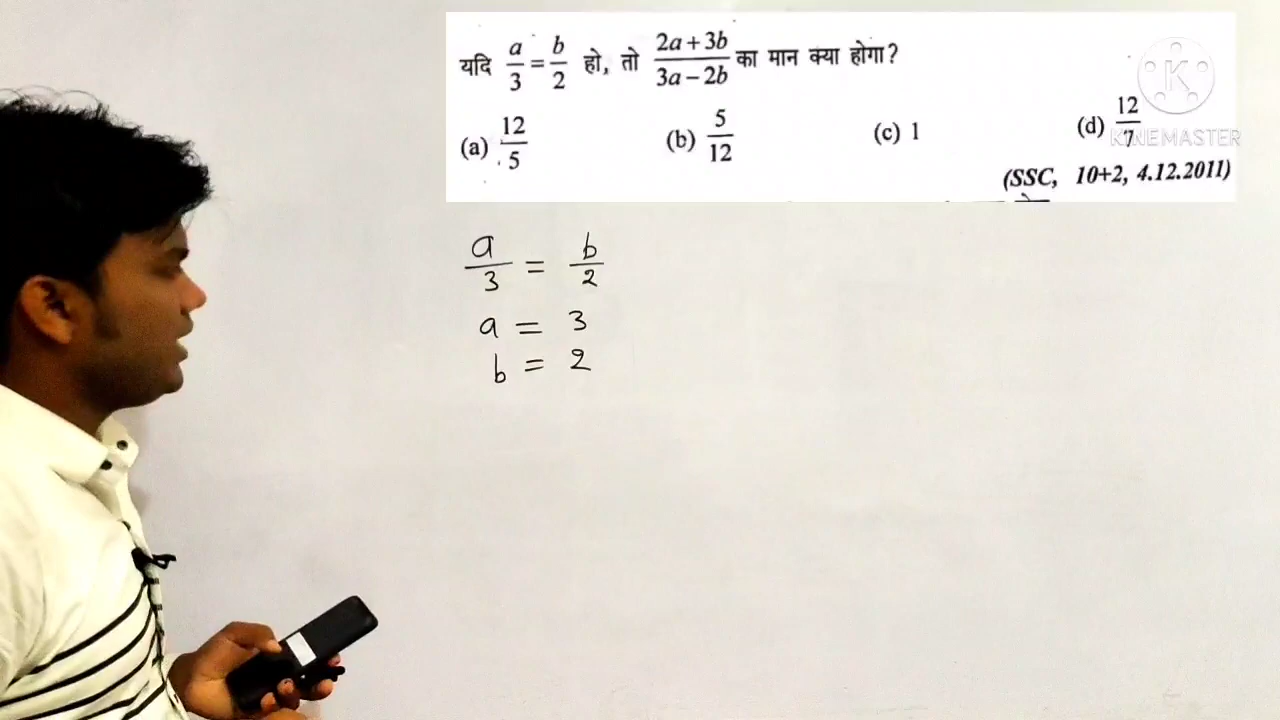 यदि a/3 = b/2 हो, तो (2a+3b)/(3a−2b) का मान क्या होगा?
(a) 12/5 (b) 5/12 (c) 1 (d) 12/7
(SSC, 10+2, 4.12.2011)
K
KINEMASTER
a/3 = b/2
a = 3
b = 2